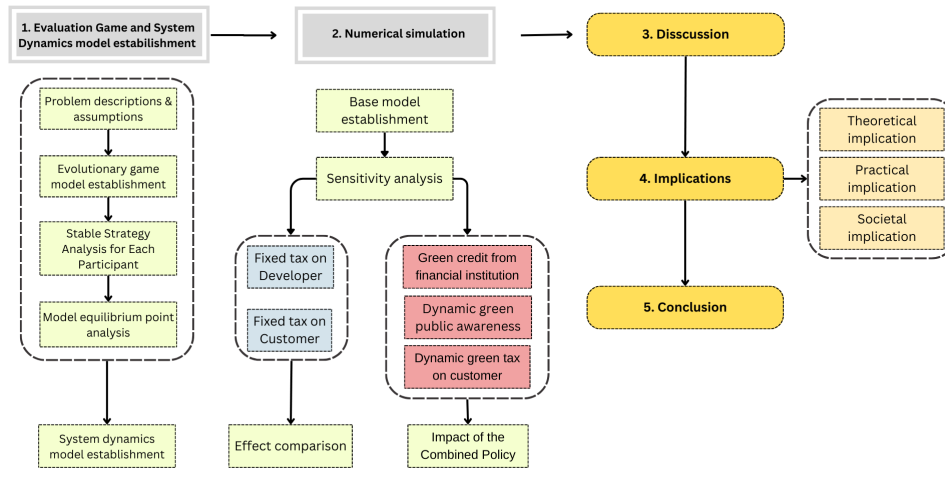 1. Evaluation Game and System
Dynamics model estabilishment
2. Numerical simulation
3. Disscussion
Problem descriptions &
assumptions
Evolutionary game
model establishment
Stable Strategy
Analysis for Each
Participant
Model equilibrium point
analysis
System dynamics
model establishment
Base model
establishment
Sensitivity analysis
Fixed tax on
Developer
Fixed tax on
Customer
Effect comparison
Green credit from
financial institution
Dynamic green
public awareness
Dynamic green tax
on customer
Impact of the
Combined Policy
4. Implications
Theoretical
implication
Practical
implication
Societal
implication
5. Conclusion